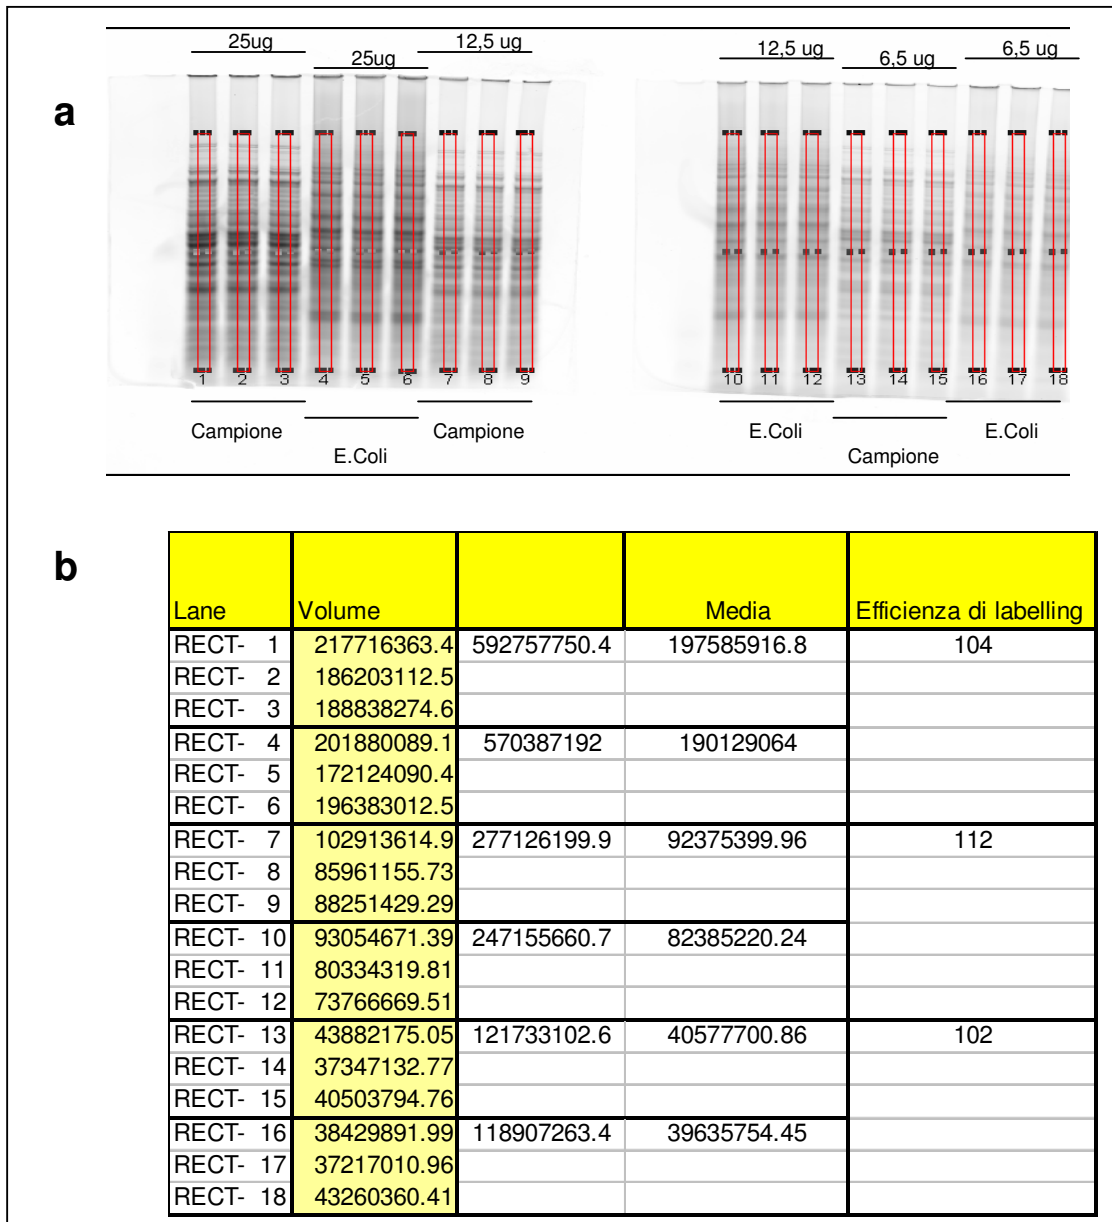 25ug 12,5 ug 12,5 ug 6,5 ug
25ug 6,5 ug
a
1 2 3 4 5 6 7 8 9 10 11 12 13 14 15 16 17 18
Campione Campione E.Coli E.Coli
E.Coli Campione
b
Lane Volume Media Efficienza di labelling
RECT- 1 217716363.4 592757750.4 197585916.8 104
RECT- 2 186203112.5
RECT- 3 188838274.6
RECT- 4 201880089.1 570387192 190129064
RECT- 5 172124090.4
RECT- 6 196383012.5
RECT- 7 102913614.9 277126199.9 92375399.96 112
RECT- 8 85961155.73
RECT- 9 88251429.29
RECT- 10 93054671.39 247155660.7 82385220.24
RECT- 11 80334319.81
RECT- 12 73766669.51
RECT- 13 43882175.05 121733102.6 40577700.86 102
RECT- 14 37347132.77
RECT- 15 40503794.76
RECT- 16 38429891.99 118907263.4 39635754.45
RECT- 17 37217010.96
RECT- 18 43260360.41